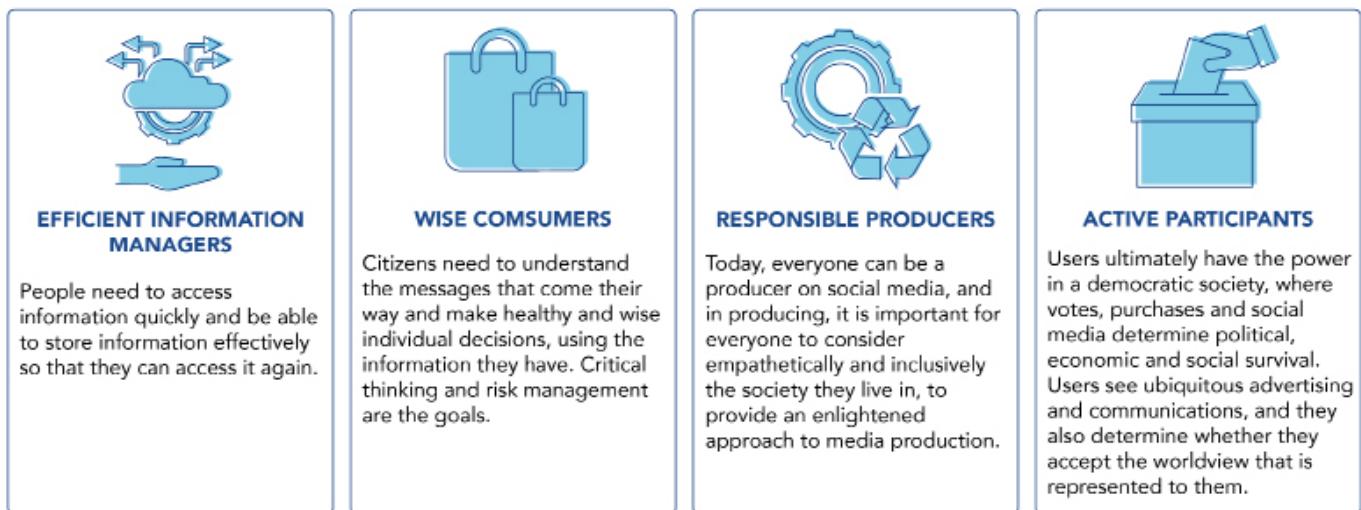 EFFICIENT INFORMATION
MANAGERS
People need to access
information quickly and be able
to store information effectively
so that they can access it again.
WISE COMSUMERS
Citizens need to understand
the messages that come their
way and make healthy and wise
individual decisions, using the
information they have. Critical
thinking and risk management
are the goals.
RESPONSIBLE PRODUCERS
Today, everyone can be a
producer on social media, and
in producing, it is important for
everyone to consider
empathetically and inclusively
the society they live in, to
provide an enlightened
approach to media production.
ACTIVE PARTICIPANTS
Users ultimately have the power
in a democratic society, where
votes, purchases and social
media determine political,
economic and social survival.
Users see ubiquitous advertising
and communications, and they
also determine whether they
accept the worldview that is
represented to them.